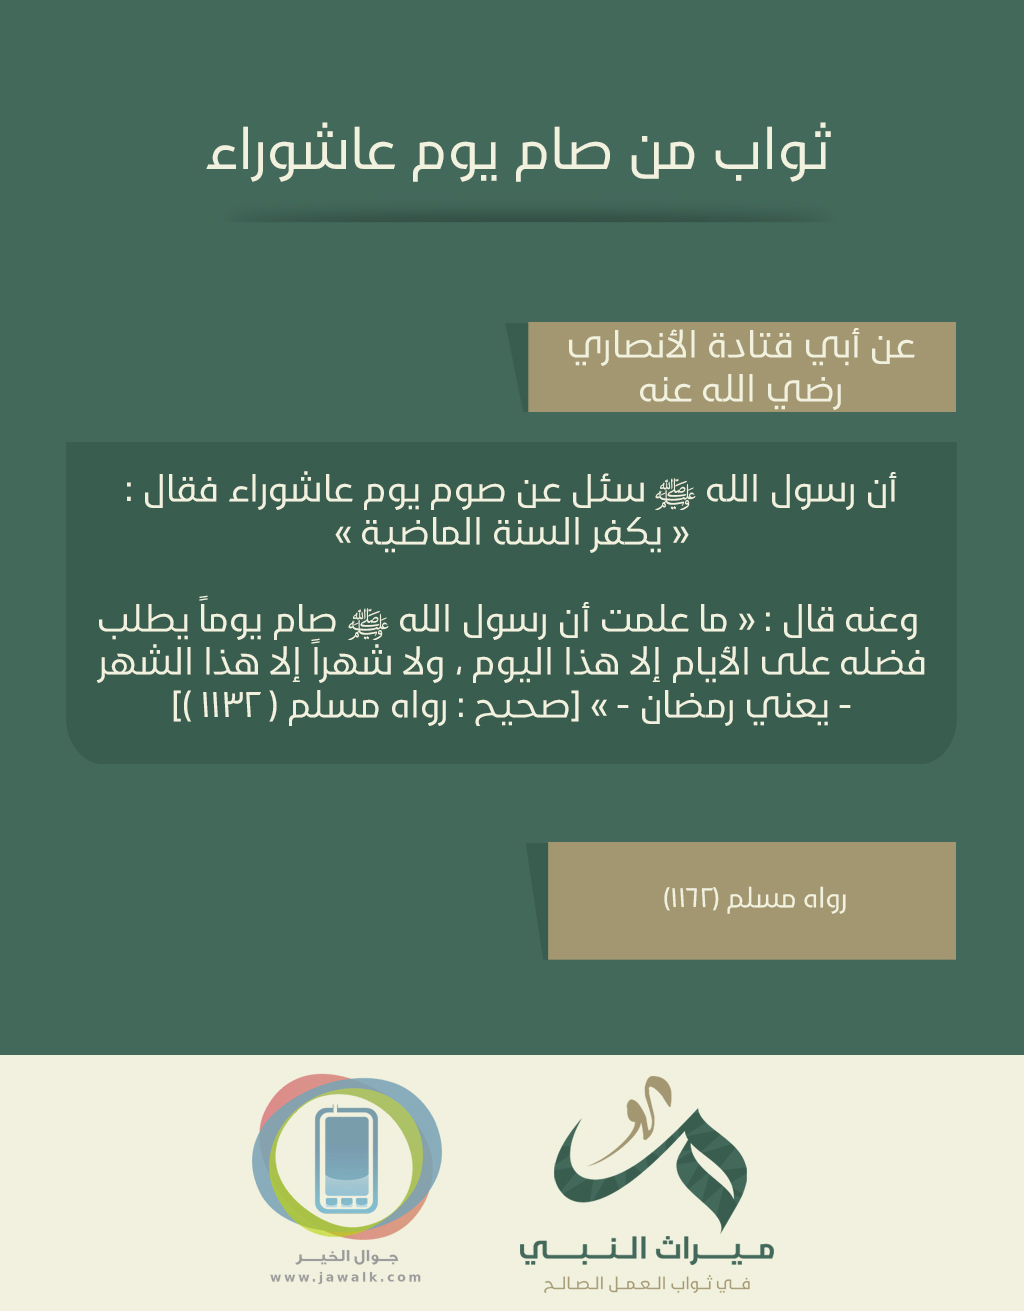 ثواب من صام يوم عاشوراء
عن أبي قتادة الأنصاري
رضي الله عنه
أن رسول الله ﷺ سئل عن صوم يوم عاشوراء فقال :
« يكفر السنة الماضية »
وعنه قال : « ما علمت أن رسول الله ﷺ صام يوماً يطلب
فضله على الأيام إلا هذا اليوم ، ولا شهراً إلا هذا الشهر
- يعني رمضان - » [صحيح : رواه مسلم ( ١١٣٢ )]
رواه مسلم (١١٦٢)
ميراث النبي
في ثواب العمل الصالح
جوال الخير
www.jawalk.com